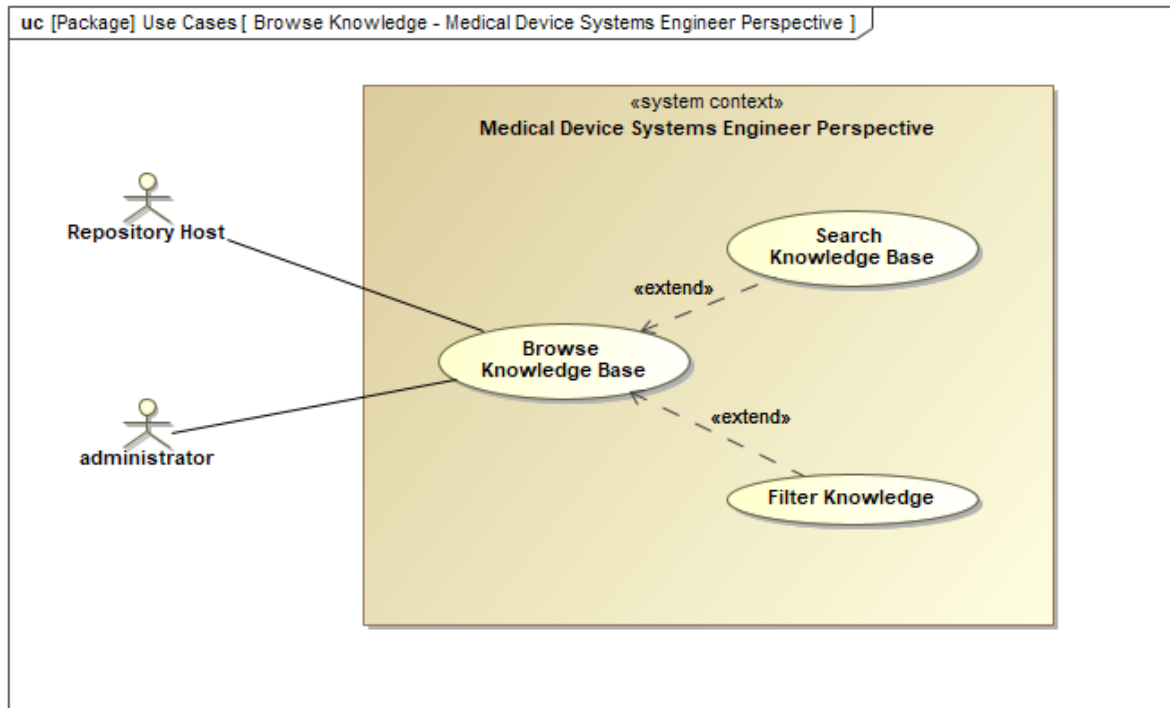 uc [Package] Use Cases [ Browse Knowledge - Medical Device Systems Engineer Perspective ]
«system context»
Medical Device Systems Engineer Perspective
Repository Host
Search
Knowledge Base
«extend»
Browse
Knowledge Base
«extend»
administrator
Filter Knowledge